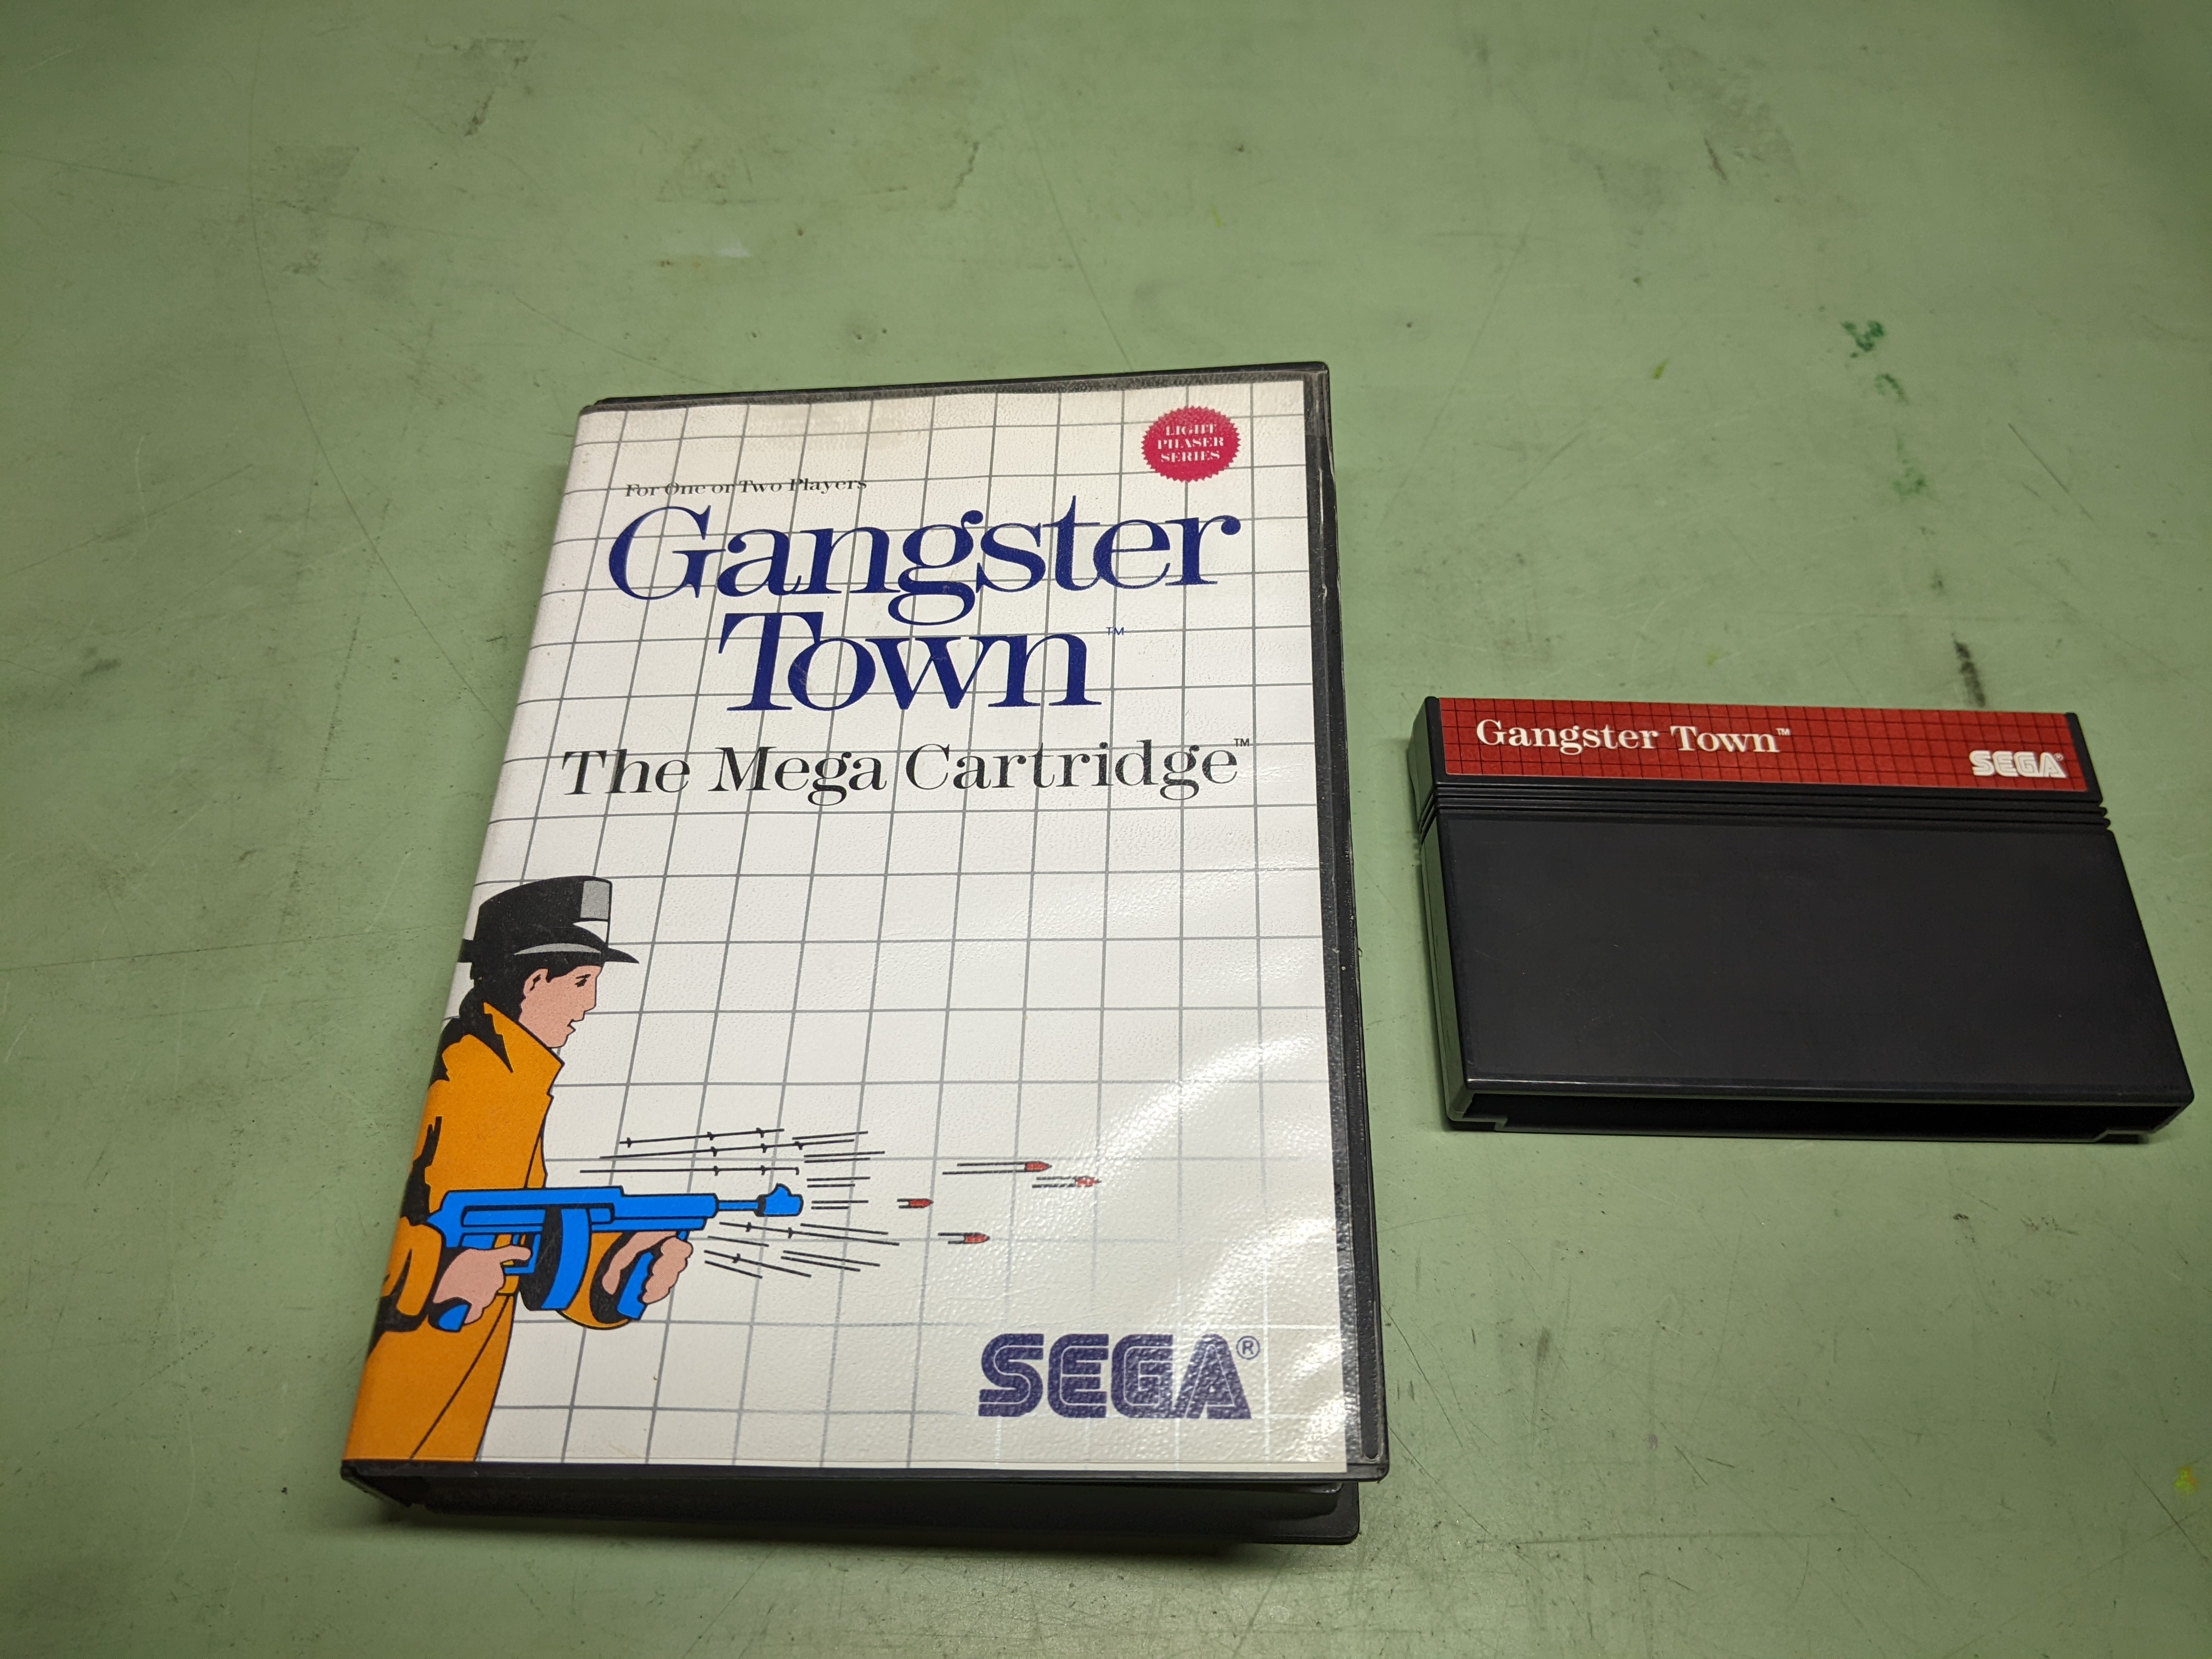 LIGHT
PHASER
SERIES
For One or Two Players
Gangster
Town™
The Mega Cartridge™
SEGA®
Gangster Town™
SEGA®